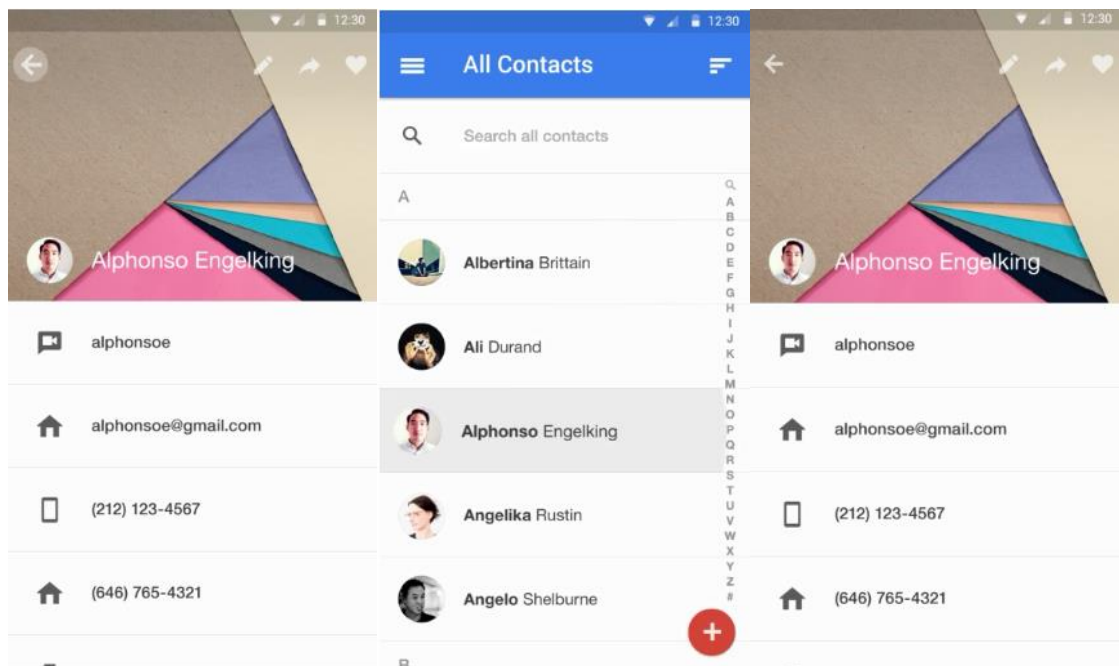 12:30
Alphonso Engelking
alphonsoe
alphonsoe@gmail.com
(212) 123-4567
(646) 765-4321
12:30
All Contacts
Search all contacts
A
Albertina Brittain
Ali Durand
Alphonso Engelking
Angelika Rustin
Angelo Shelburne
A
B
C
D
E
F
G
H
I
J
K
L
M
N
O
P
Q
R
S
T
U
V
W
X
Y
Z
#
12:30
Alphonso Engelking
alphonsoe
alphonsoe@gmail.com
(212) 123-4567
(646) 765-4321